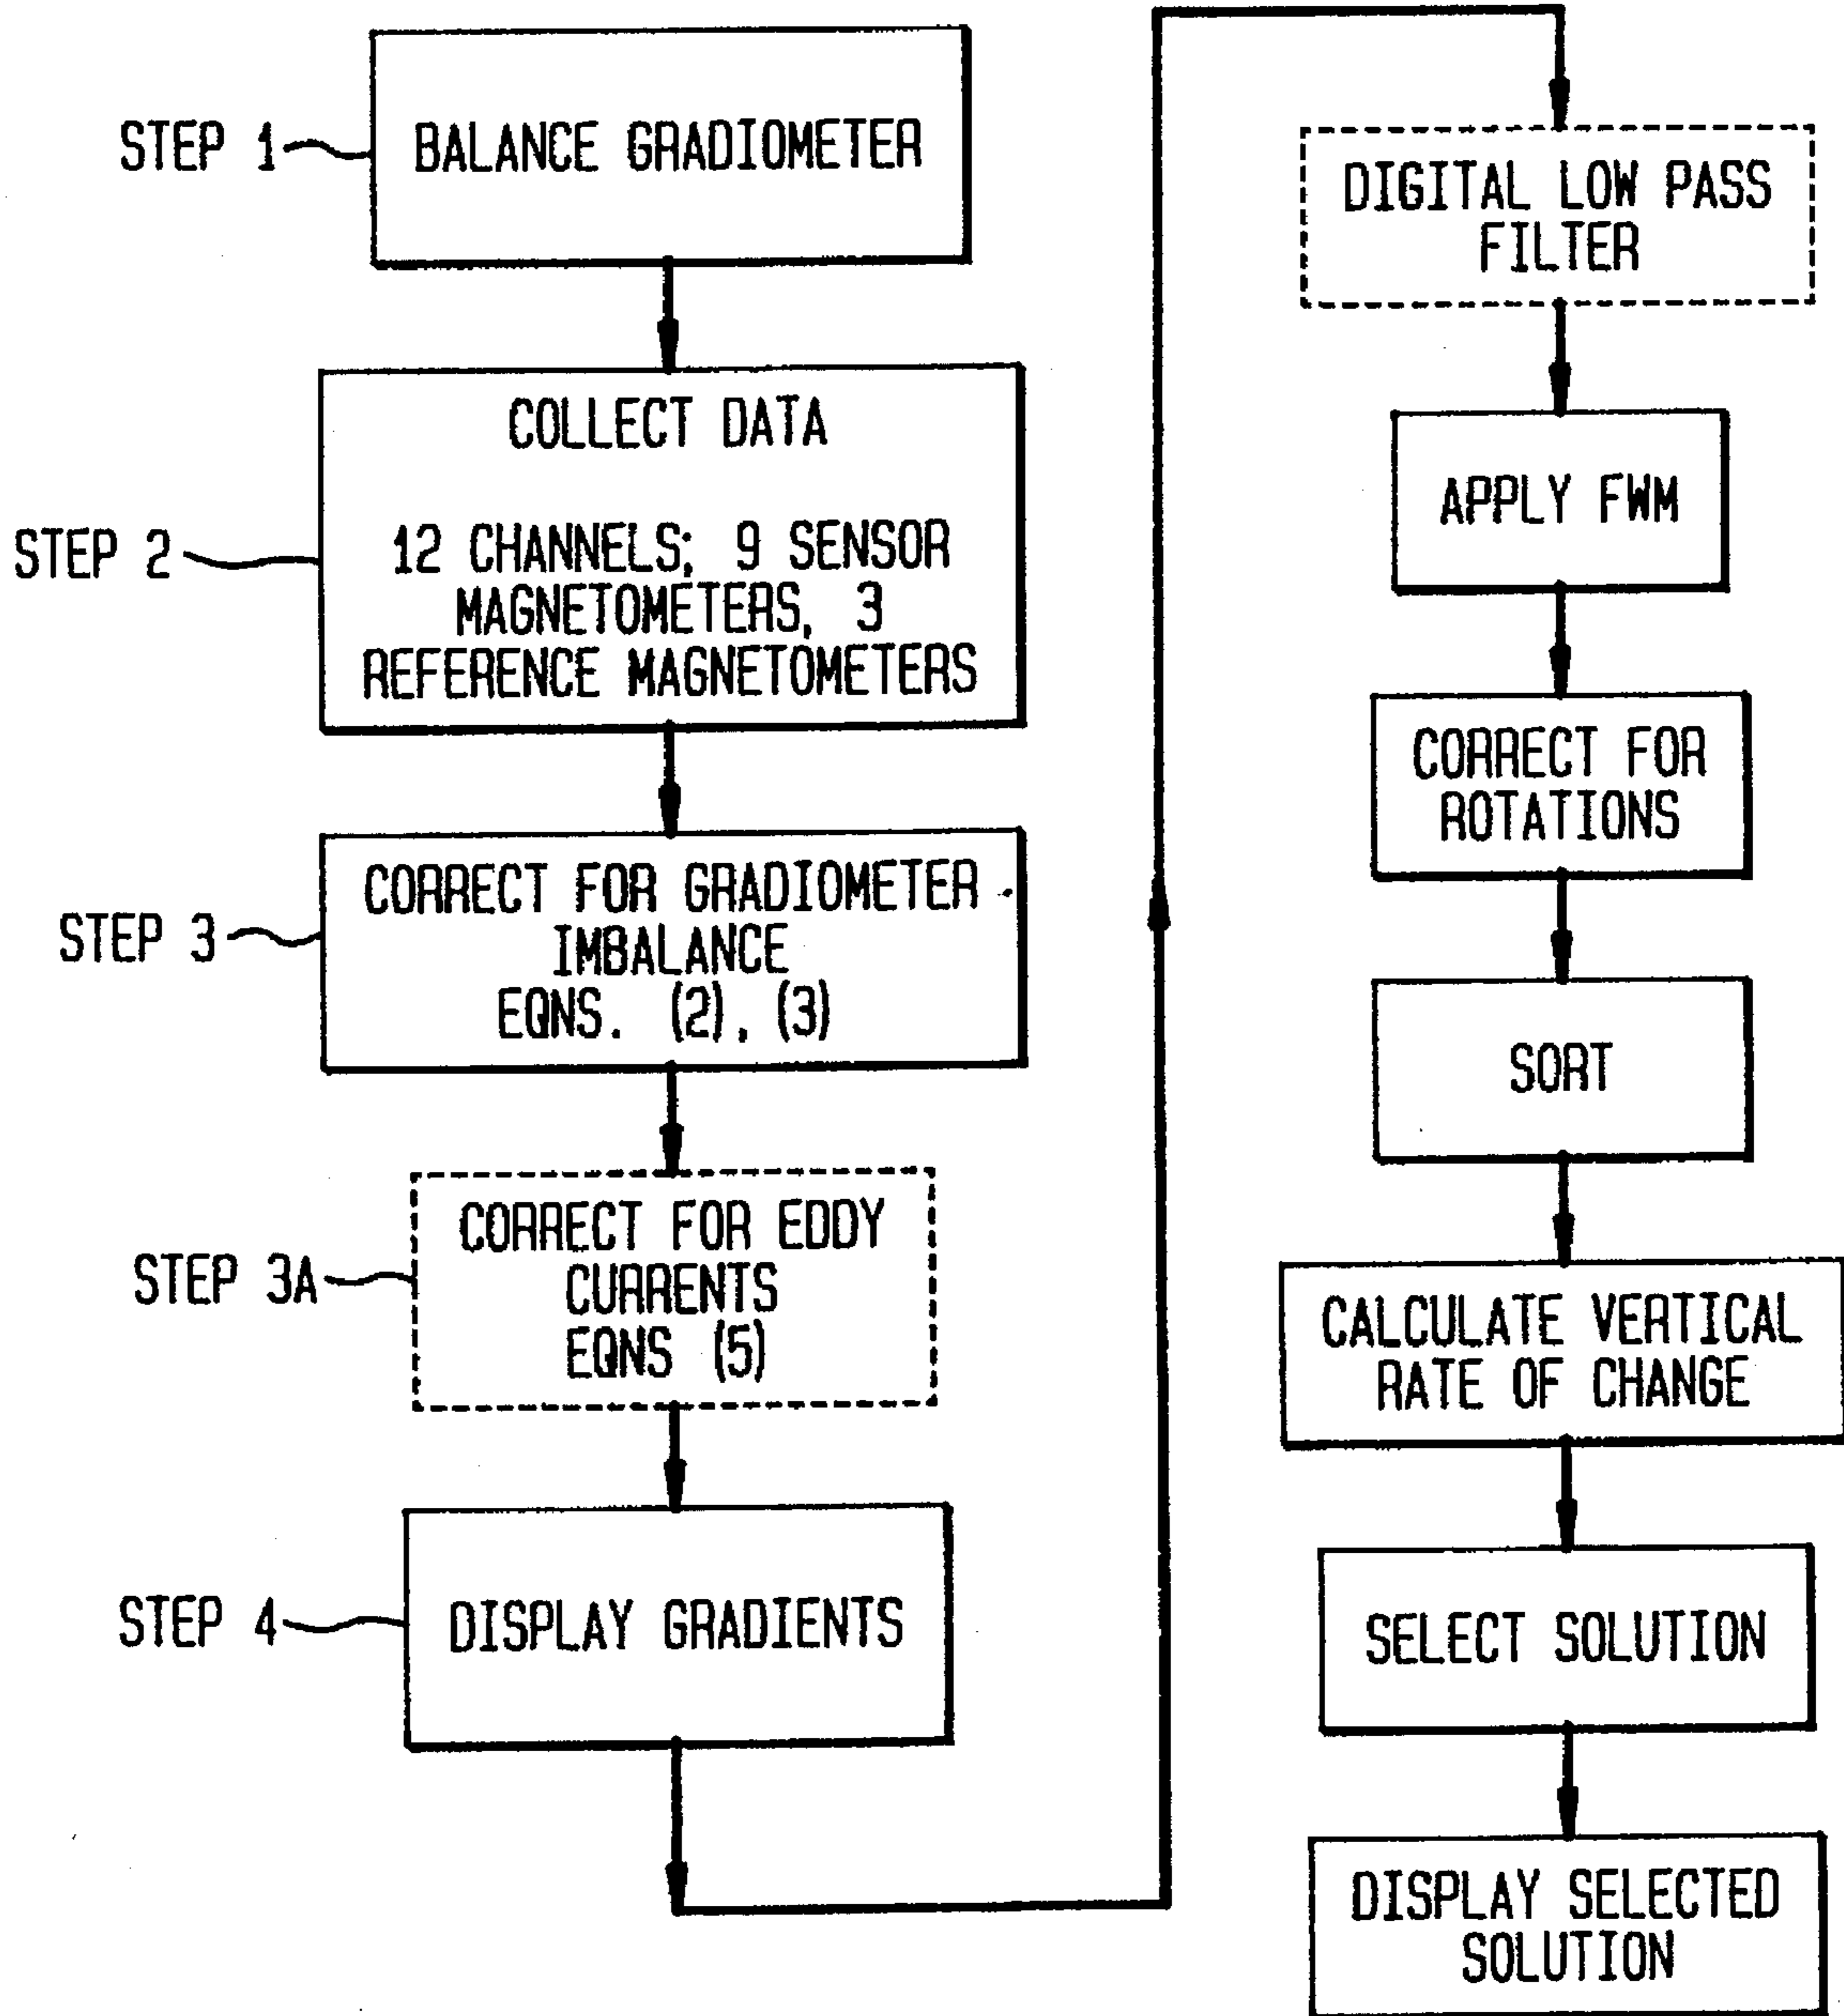 STEP 1
BALANCE GRADIOMETER
STEP 2
COLLECT DATA
12 CHANNELS; 9 SENSOR
MAGNETOMETERS, 3
REFERENCE MAGNETOMETERS
STEP 3
CORRECT FOR GRADIOMETER
IMBALANCE
EQNS. (2), (3)
STEP 3A
CORRECT FOR EDDY
CURRENTS
EQNS (5)
STEP 4
DISPLAY GRADIENTS
DIGITAL LOW PASS
FILTER
APPLY FWM
CORRECT FOR
ROTATIONS
SORT
CALCULATE VERTICAL
RATE OF CHANGE
SELECT SOLUTION
DISPLAY SELECTED
SOLUTION